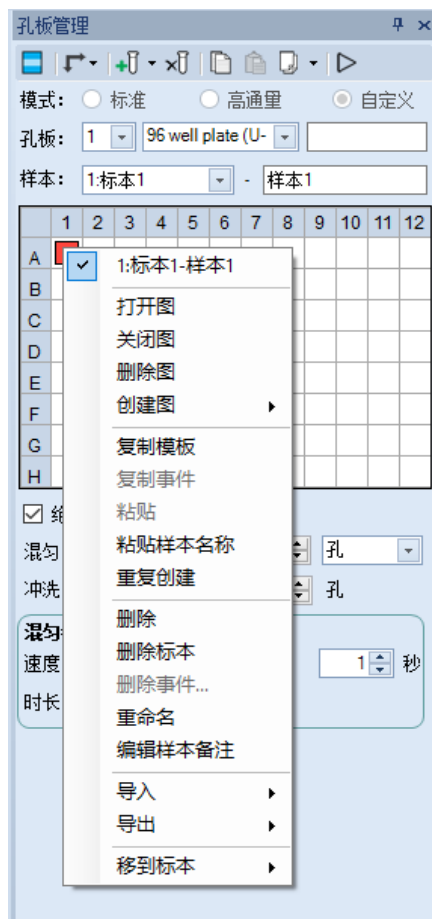 孔板管理
模式： 标准 高通量 自定义
孔板： 1 96 well plate (U-
样本： 1:标本1 - 样本1
1 2 3 4 5 6 7 8 9 10 11 12
A
B
C
D
E
F
G
H
1:标本1-样本1
打开图
关闭图
删除图
创建图
复制模板
复制事件
粘贴
粘贴样本名称
重复创建
删除
删除标本
删除事件...
重命名
编辑样本备注
导入
导出
移到标本
混匀 孔
冲洗 孔
混匀
速度 1 秒
时长